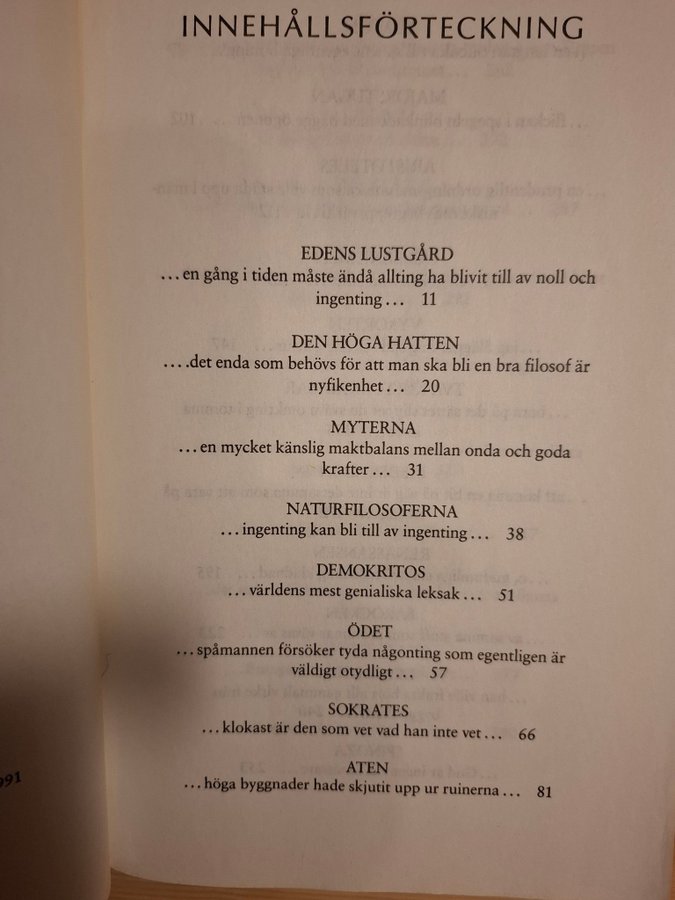 INNEHÅLLSFÖRTECKNING
EDENS LUSTGÅRD
...en gång i tiden måste ändå allting ha blivit till av noll och
ingenting... 11
DEN HÖGA HATTEN
....det enda som behövs för att man ska bli en bra filosof är
nyfikenhet... 20
MYTERNA
...en mycket känslig maktbalans mellan onda och goda
krafter... 31
NATURFILOSOFERNA
...ingenting kan bli till av ingenting... 38
DEMOKRITOS
...världens mest genialiska leksak... 51
ÖDET
...spåmannen försöker tyda någonting som egentligen är
väldigt otydligt... 57
SOKRATES
...klokast är den som vet vad han inte vet... 66
ATEN
...höga byggnader hade skjutit upp ur ruinerna... 81
991